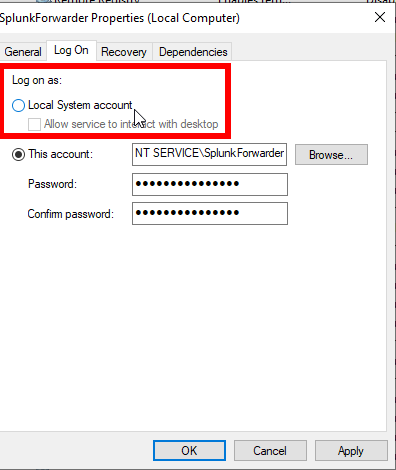 SplunkForwarder Properties (Local Computer)
General Log On Recovery Dependencies
Log on as:
Local System account
Allow service to interact with desktop
This account: NT SERVICE\SplunkForwarder Browse...
Password: •••••••••••••••
Confirm password: •••••••••••••••
OK Cancel Apply